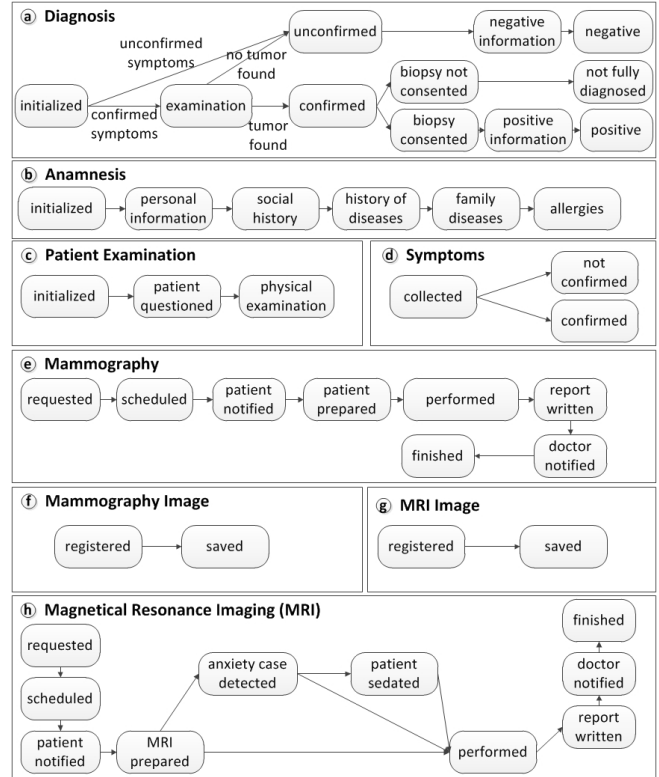 a Diagnosis
unconfirmed
symptoms
no tumor
found
unconfirmed
negative
information
negative
initialized
confirmed
symptoms
examination
tumor
found
confirmed
biopsy not
consented
not fully
diagnosed
biopsy
consented
positive
information
positive
b Anamnesis
initialized
personal
information
social
history
history of
diseases
family
diseases
allergies
c Patient Examination
initialized
patient
questioned
physical
examination
d Symptoms
collected
not
confirmed
confirmed
e Mammography
requested
scheduled
patient
notified
patient
prepared
performed
report
written
doctor
notified
finished
f Mammography Image
registered
saved
g MRI Image
registered
saved
h Magnetical Resonance Imaging (MRI)
requested
scheduled
patient
notified
MRI
prepared
anxiety case
detected
patient
sedated
performed
report
written
doctor
notified
finished